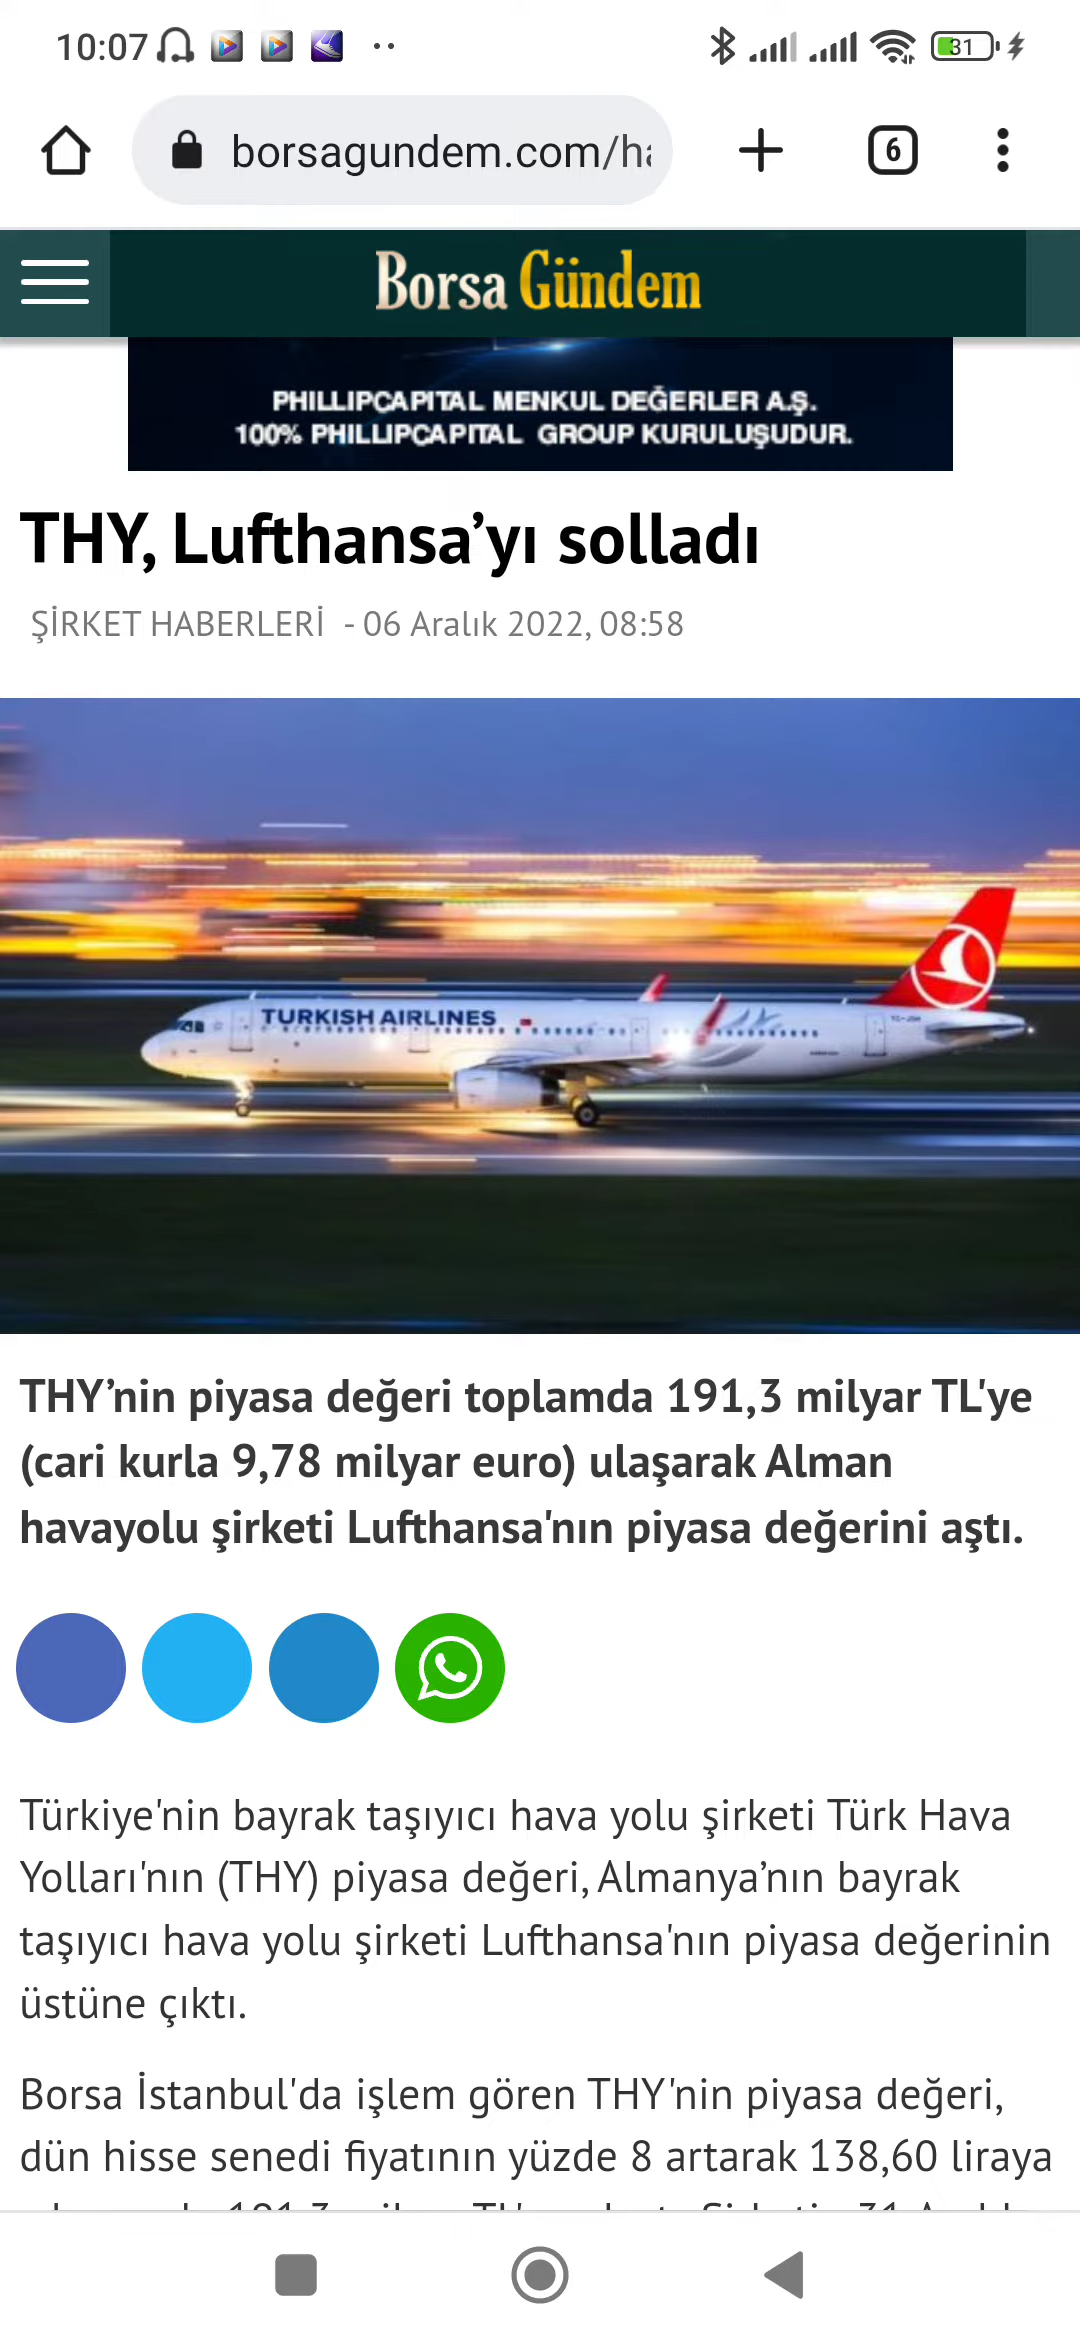 10:07
31
borsagundem.com/ha
6
Borsa Gündem
PHILLIPCAPITAL MENKUL DEĞERLER A.Ş.
100% PHILLIPCAPITAL GROUP KURULUŞUDUR.
THY, Lufthansa’yı solladı
ŞİRKET HABERLERİ - 06 Aralık 2022, 08:58
TURKISH AIRLINES
THY’nin piyasa değeri toplamda 191,3 milyar TL'ye
(cari kurla 9,78 milyar euro) ulaşarak Alman
havayolu şirketi Lufthansa'nın piyasa değerini aştı.
Türkiye'nin bayrak taşıyıcı hava yolu şirketi Türk Hava
Yolları'nın (THY) piyasa değeri, Almanya’nın bayrak
taşıyıcı hava yolu şirketi Lufthansa'nın piyasa değerinin
üstüne çıktı.
Borsa İstanbul'da işlem gören THY'nin piyasa değeri,
dün hisse senedi fiyatının yüzde 8 artarak 138,60 liraya